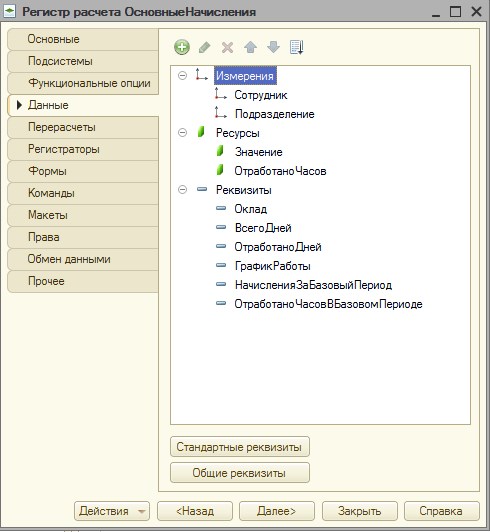 Регистр расчета ОсновныеНачисления
Основные
Подсистемы
Функциональные опции
Данные
Перерасчеты
Регистраторы
Формы
Команды
Макеты
Права
Обмен данными
Прочее
Измерения
Сотрудник
Подразделение
Ресурсы
Значение
ОтработаноЧасов
Реквизиты
Оклад
ВсегоДней
ОтработаноДней
ГрафикРаботы
НачисленияЗаБазовыйПериод
ОтработаноЧасовВБазовомПериоде
Стандартные реквизиты
Общие реквизиты
Действия
<Назад
Далее>
Закрыть
Справка